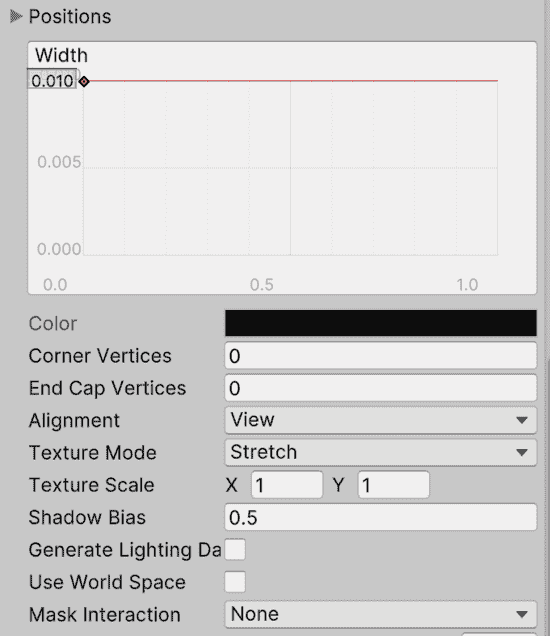 Positions
Width
0.010
0.005
0.000
0.0 0.5 1.0
Color
Corner Vertices 0
End Cap Vertices 0
Alignment View
Texture Mode Stretch
Texture Scale X 1 Y 1
Shadow Bias 0.5
Generate Lighting Da
Use World Space
Mask Interaction None